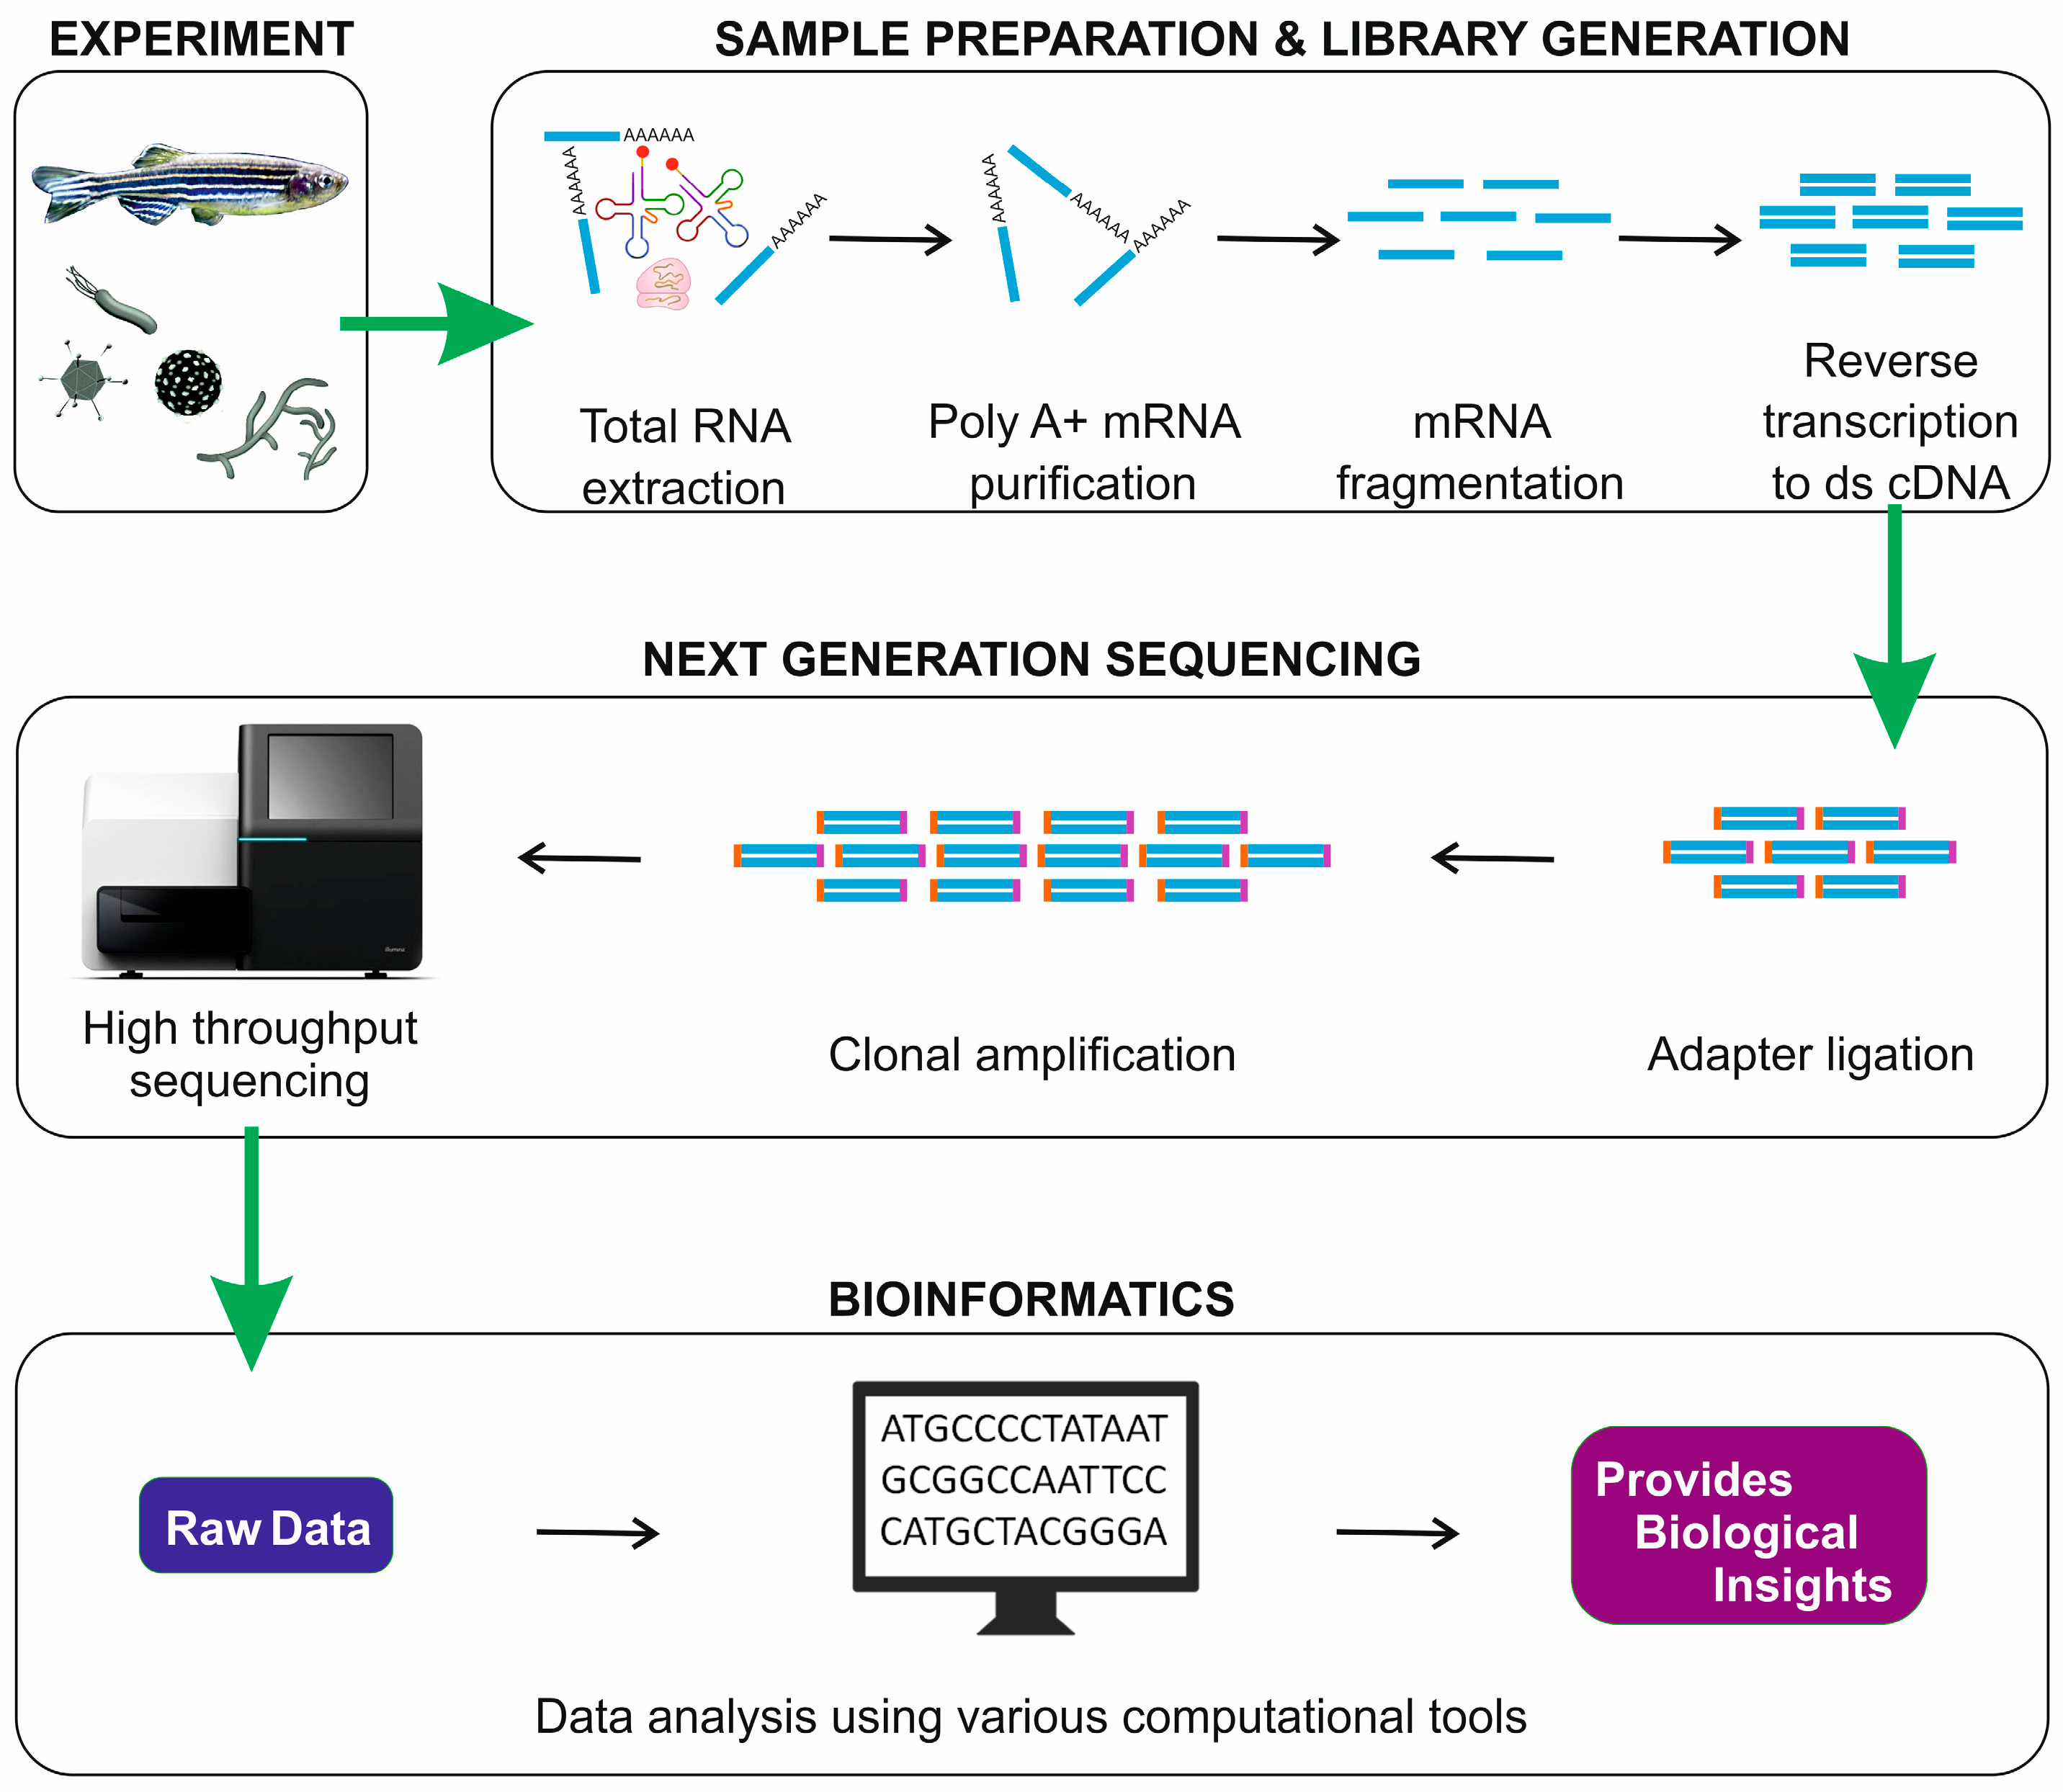 EXPERIMENT
SAMPLE PREPARATION & LIBRARY GENERATION
AAAAAA
AAAAAA
AAAAAA
AAAAAA
AAAAAA
AAAAAA
Total RNA
extraction
Poly A+ mRNA
purification
mRNA
fragmentation
Reverse
transcription
to ds cDNA
NEXT GENERATION SEQUENCING
illumina
High throughput
sequencing
Clonal amplification
Adapter ligation
BIOINFORMATICS
Raw Data
ATGCCCCTATAAT
GCGGCCAATTCC
CATGCTACGGGA
Provides
Biological
Insights
Data analysis using various computational tools